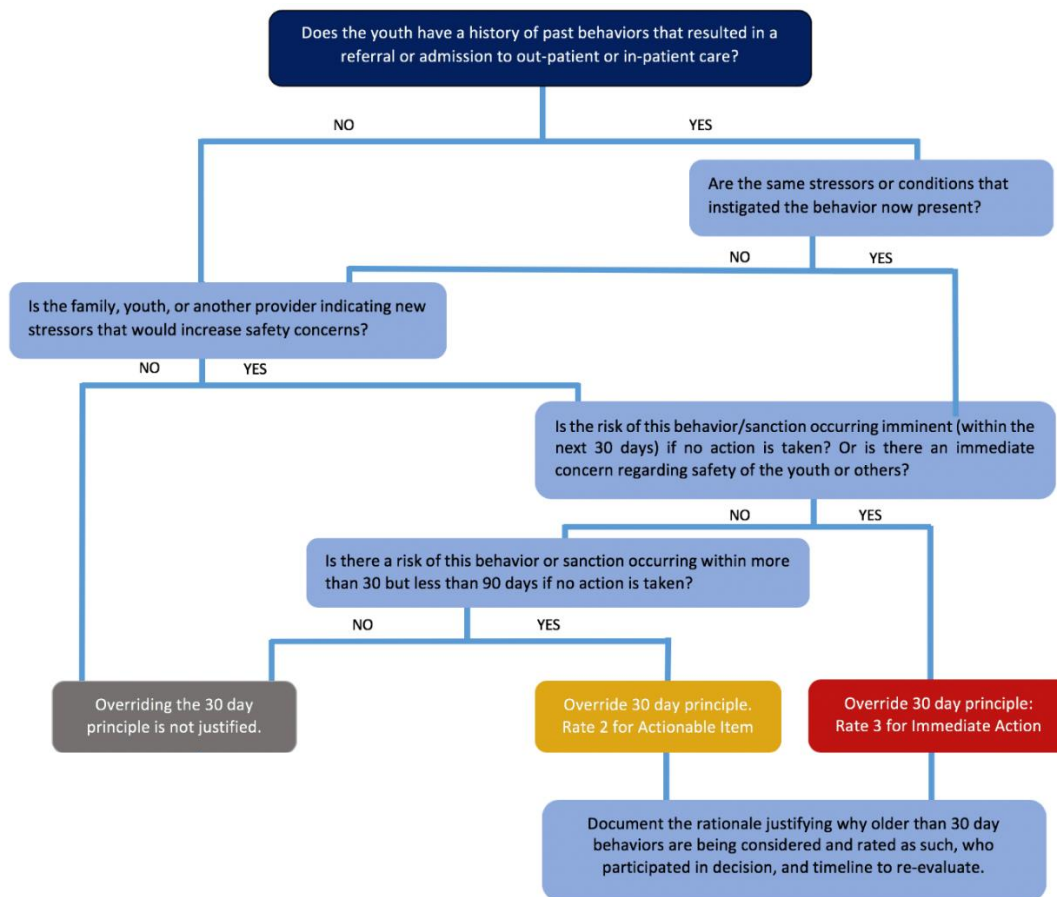 Does the youth have a history of past behaviors that resulted in a
referral or admission to out-patient or in-patient care?
NO
YES
Are the same stressors or conditions that
instigated the behavior now present?
NO
YES
Is the family, youth, or another provider indicating new
stressors that would increase safety concerns?
NO
YES
Is the risk of this behavior/sanction occurring imminent (within the
next 30 days) if no action is taken? Or is there an immediate
concern regarding safety of the youth or others?
NO
YES
Is there a risk of this behavior or sanction occurring within more
than 30 but less than 90 days if no action is taken?
NO
YES
Overriding the 30 day
principle is not justified.
Override 30 day principle.
Rate 2 for Actionable Item
Override 30 day principle:
Rate 3 for Immediate Action
Document the rationale justifying why older than 30 day
behaviors are being considered and rated as such, who
participated in decision, and timeline to re-evaluate.